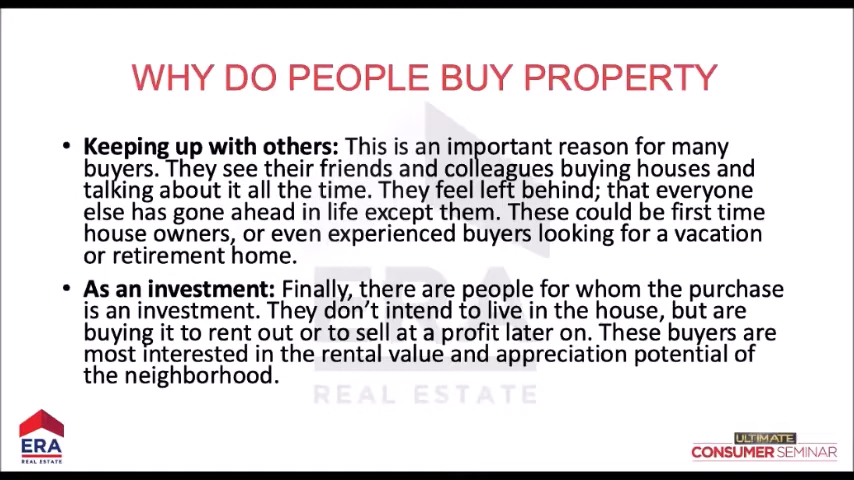 WHY DO PEOPLE BUY PROPERTY
• Keeping up with others: This is an important reason for many
buyers. They see their friends and colleagues buying houses and
talking about it all the time. They feel left behind; that everyone
else has gone ahead in life except them. These could be first time
house owners, or even experienced buyers looking for a vacation
or retirement home.
• As an investment: Finally, there are people for whom the purchase
is an investment. They don't intend to live in the house, but are
buying it to rent out or to sell at a profit later on. These buyers are
most interested in the rental value and appreciation potential of
the neighborhood.
ERA
REAL ESTATE
ERA
REAL ESTATE
ULTIMATE
CONSUMER SEMINAR